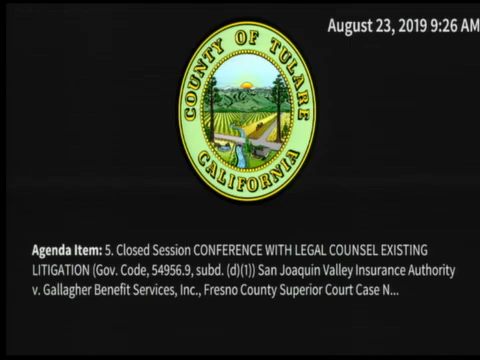 August 23, 2019 9:26 AM
COUNTY OF TULARE
CALIFORNIA
Agenda Item: 5. Closed Session CONFERENCE WITH LEGAL COUNSEL EXISTING
LITIGATION (Gov. Code, 54956.9, subd. (d)(1)) San Joaquin Valley Insurance Authority
v. Gallagher Benefit Services, Inc., Fresno County Superior Court Case N...